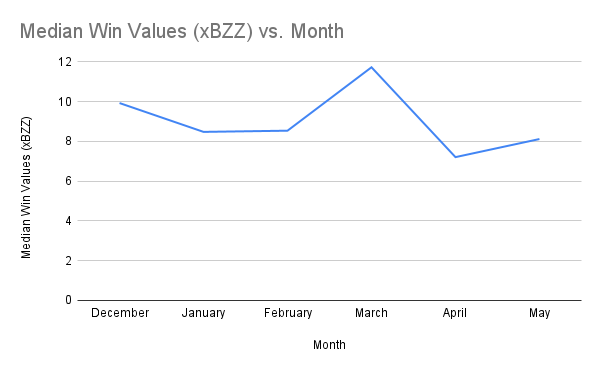 Median Win Values (xBZZ) vs. Month
Median Win Values (xBZZ)
12
10
8
6
4
2
0
December January February March April May
Month